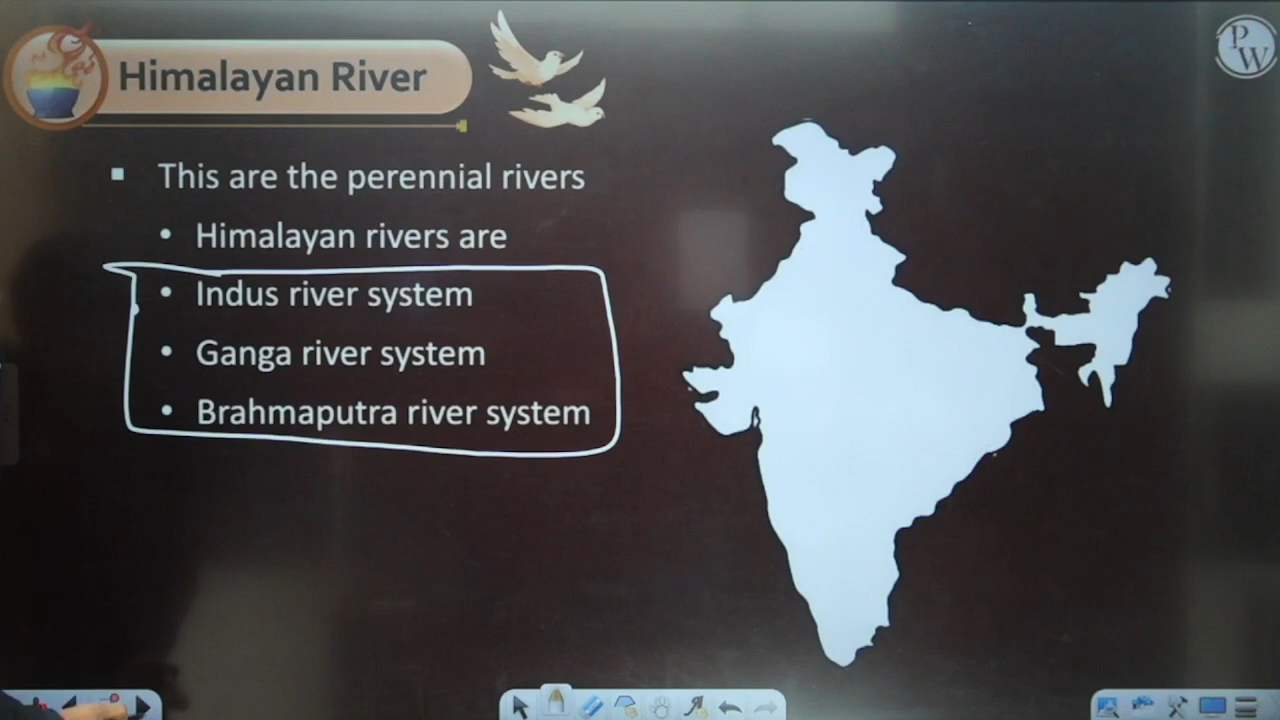 Himalayan River
PW
▪ This are the perennial rivers
• Himalayan rivers are
• Indus river system
• Ganga river system
• Brahmaputra river system